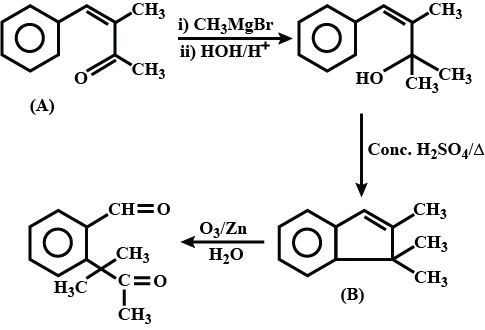 CH₃
O
CH₃
(A)
i) CH₃MgBr
ii) HOH/H⁺
CH₃
HO
CH₃
CH₃
Conc. H₂SO₄/Δ
CH₃
CH₃
CH₃
(B)
O₃/Zn
H₂O
CH=O
CH₃
H₃C
C=O
CH₃